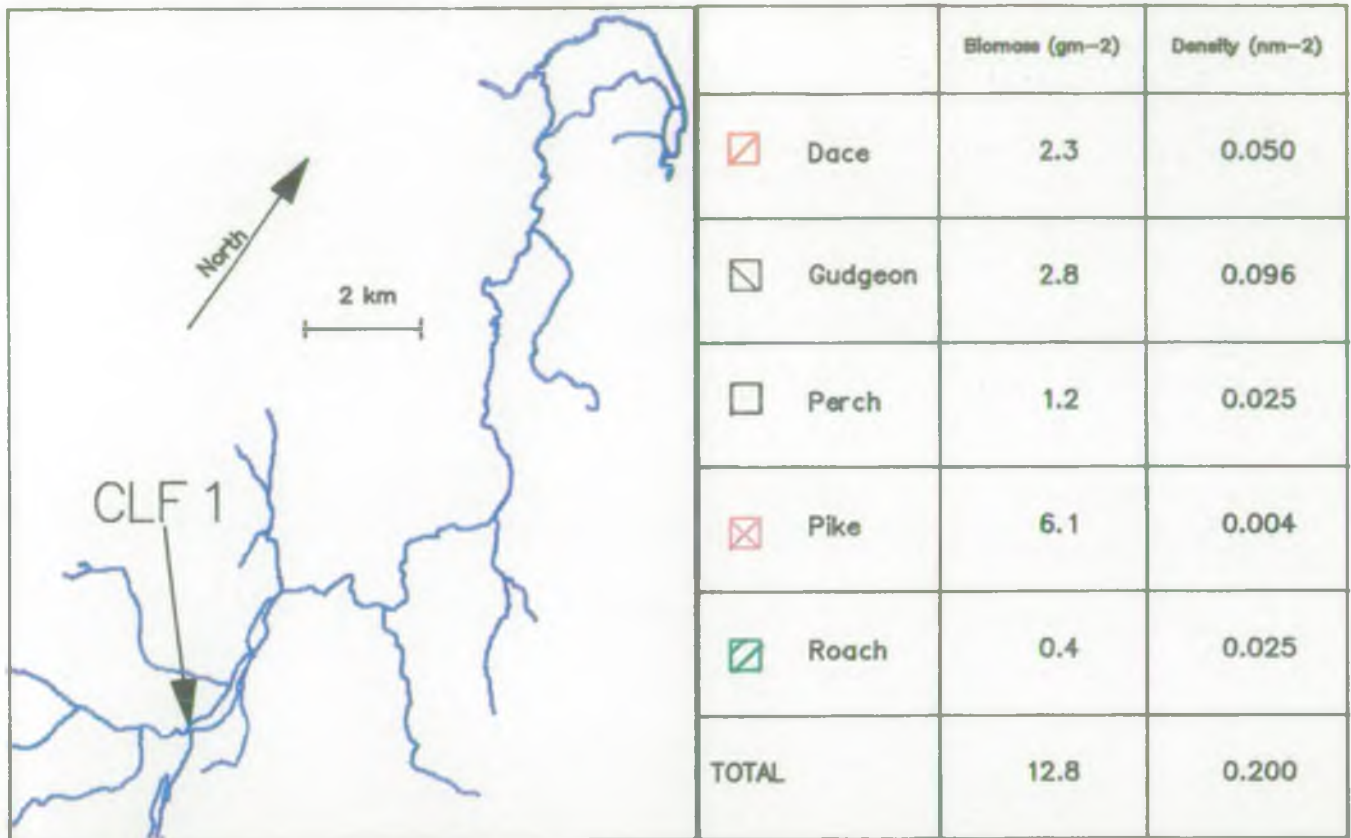 North
2 km
CLF 1
Biomass (gm-2) Density (nm-2)
Dace 2.3 0.050
Gudgeon 2.8 0.096
Perch 1.2 0.025
Pike 6.1 0.004
Roach 0.4 0.025
TOTAL 12.8 0.200